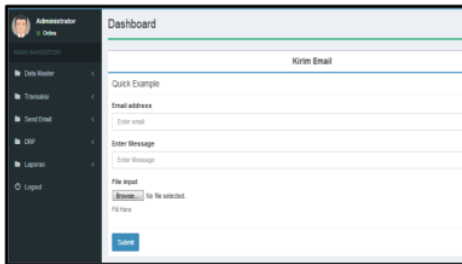 Administrator
Online
MAIN NAVIGATION
Data Master
Transaksi
Send Email
DRP
Laporan
Logout
Dashboard
Kirim Email
Quick Example
Email address
Enter email
Enter Message
Enter Message
File input
Browse... No file selected.
Fill Here
Submit